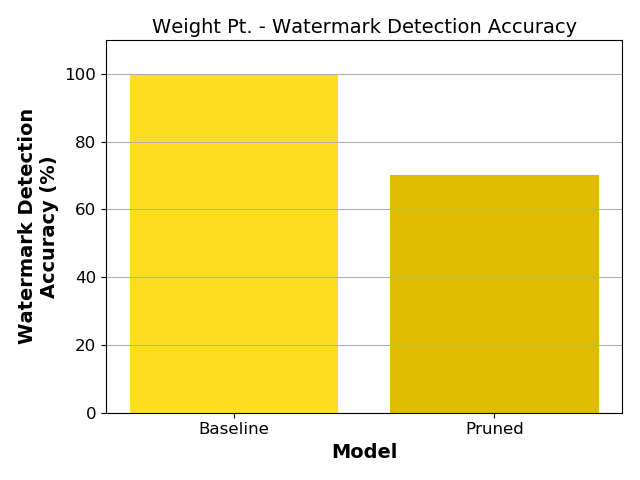 Weight Pt. - Watermark Detection Accuracy
Watermark Detection
Accuracy (%)
100
80
60
40
20
0
Baseline
Pruned
Model